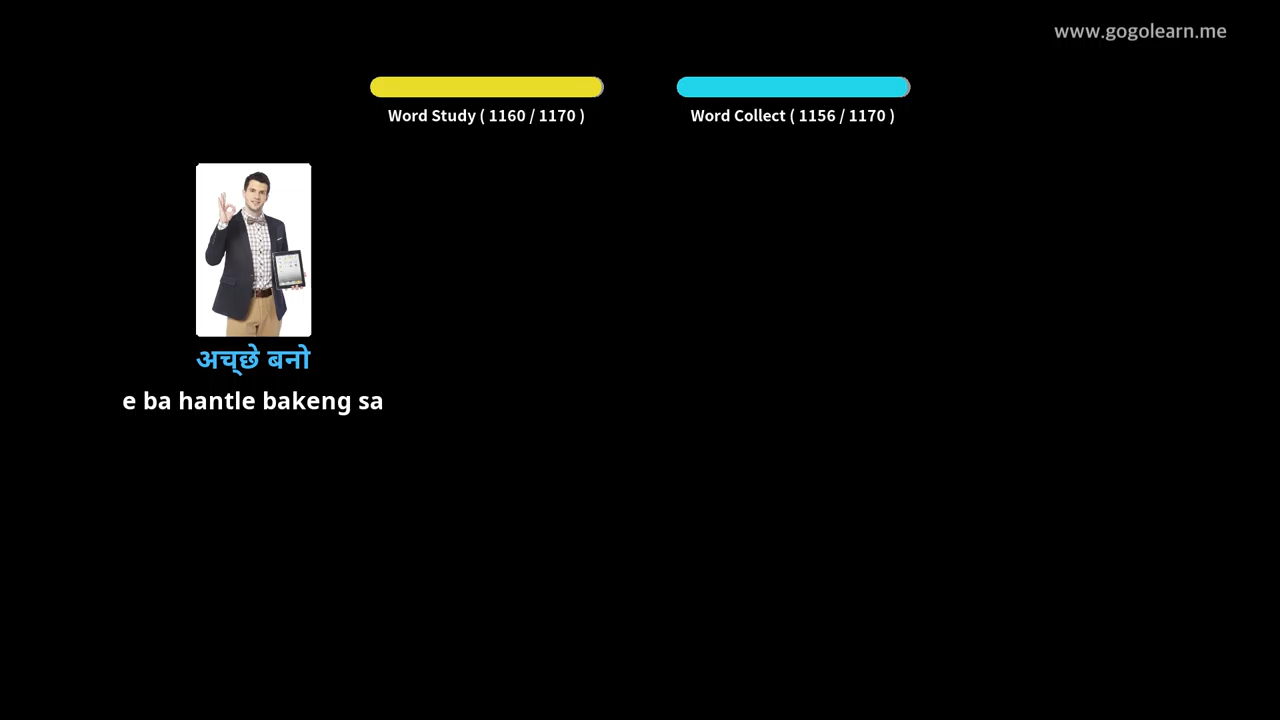 www.gogolearn.me
Word Study ( 1160 / 1170 )
Word Collect ( 1156 / 1170 )
अच्छे बनो
e ba hantle bakeng sa